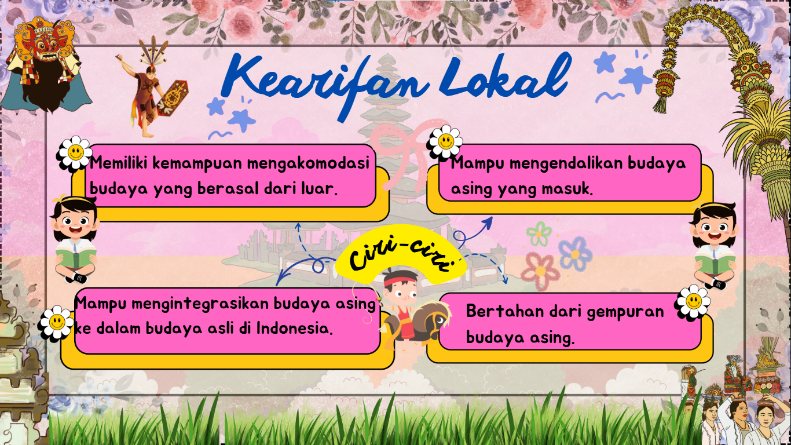 Kearifan Lokal
Memiliki kemampuan mengakomodasi
budaya yang berasal dari luar.
Mampu mengendalikan budaya
asing yang masuk.
Ciri-ciri
Mampu mengintegrasikan budaya asing
ke dalam budaya asli di Indonesia.
Bertahan dari gempuran
budaya asing.